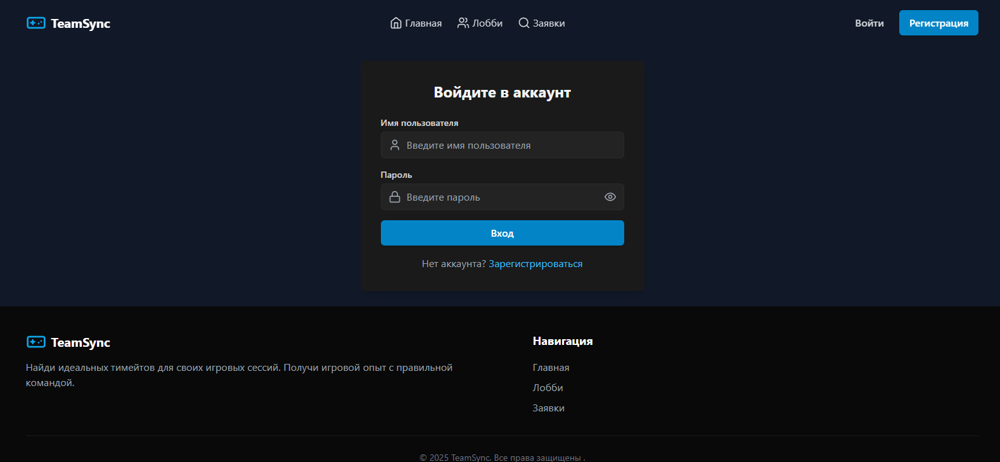 TeamSync
Главная
Лобби
Заявки
Войти
Регистрация
Войдите в аккаунт
Имя пользователя
Введите имя пользователя
Пароль
Введите пароль
Вход
Нет аккаунта? Зарегистрироваться
TeamSync
Найди идеальных тимейтов для своих игровых сессий. Получи игровой опыт с правильной
командой.
Навигация
Главная
Лобби
Заявки
© 2025 TeamSync. Все права защищены .